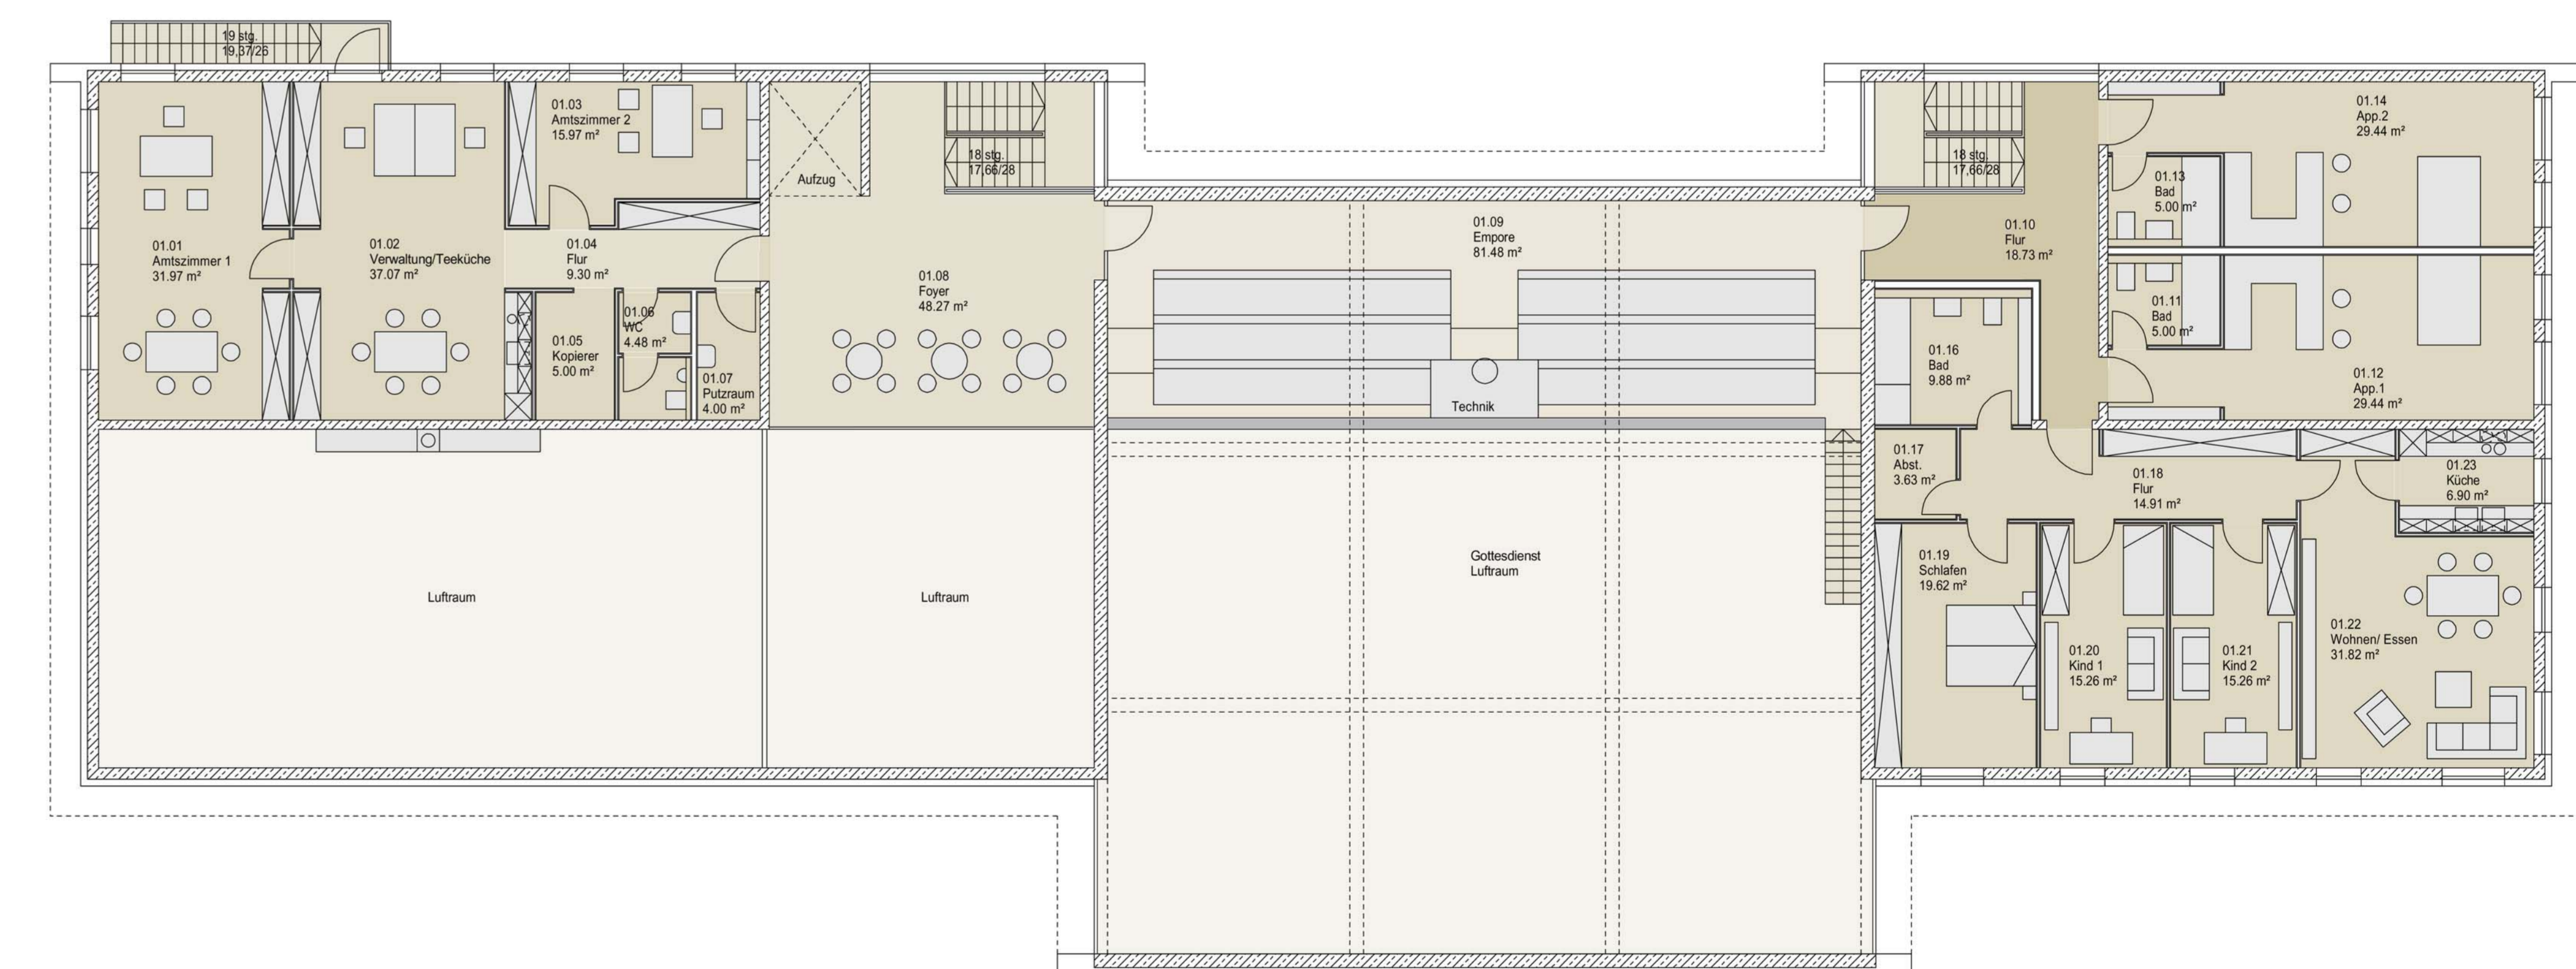 19 stg.
19,37/26
01.01
Amtszimmer 1
31.97 m²
01.02
Verwaltung/Teeküche
37.07 m²
01.03
Amtszimmer 2
15.97 m²
01.04
Flur
9.30 m²
01.05
Kopierer
5.00 m²
01.06
WC
4.48 m²
01.07
Putzraum
4.00 m²
Aufzug
18 stg.
17,66/28
01.08
Foyer
48.27 m²
01.09
Empore
81.48 m²
Technik
18 stg.
17,66/28
01.10
Flur
18.73 m²
01.14
App.2
29.44 m²
01.13
Bad
5.00 m²
01.11
Bad
5.00 m²
01.12
App.1
29.44 m²
01.16
Bad
9.88 m²
01.17
Abst.
3.63 m²
01.18
Flur
14.91 m²
01.23
Küche
6.90 m²
01.19
Schlafen
19.62 m²
01.20
Kind 1
15.26 m²
01.21
Kind 2
15.26 m²
01.22
Wohnen/ Essen
31.82 m²
Luftraum
Luftraum
Gottesdienst
Luftraum